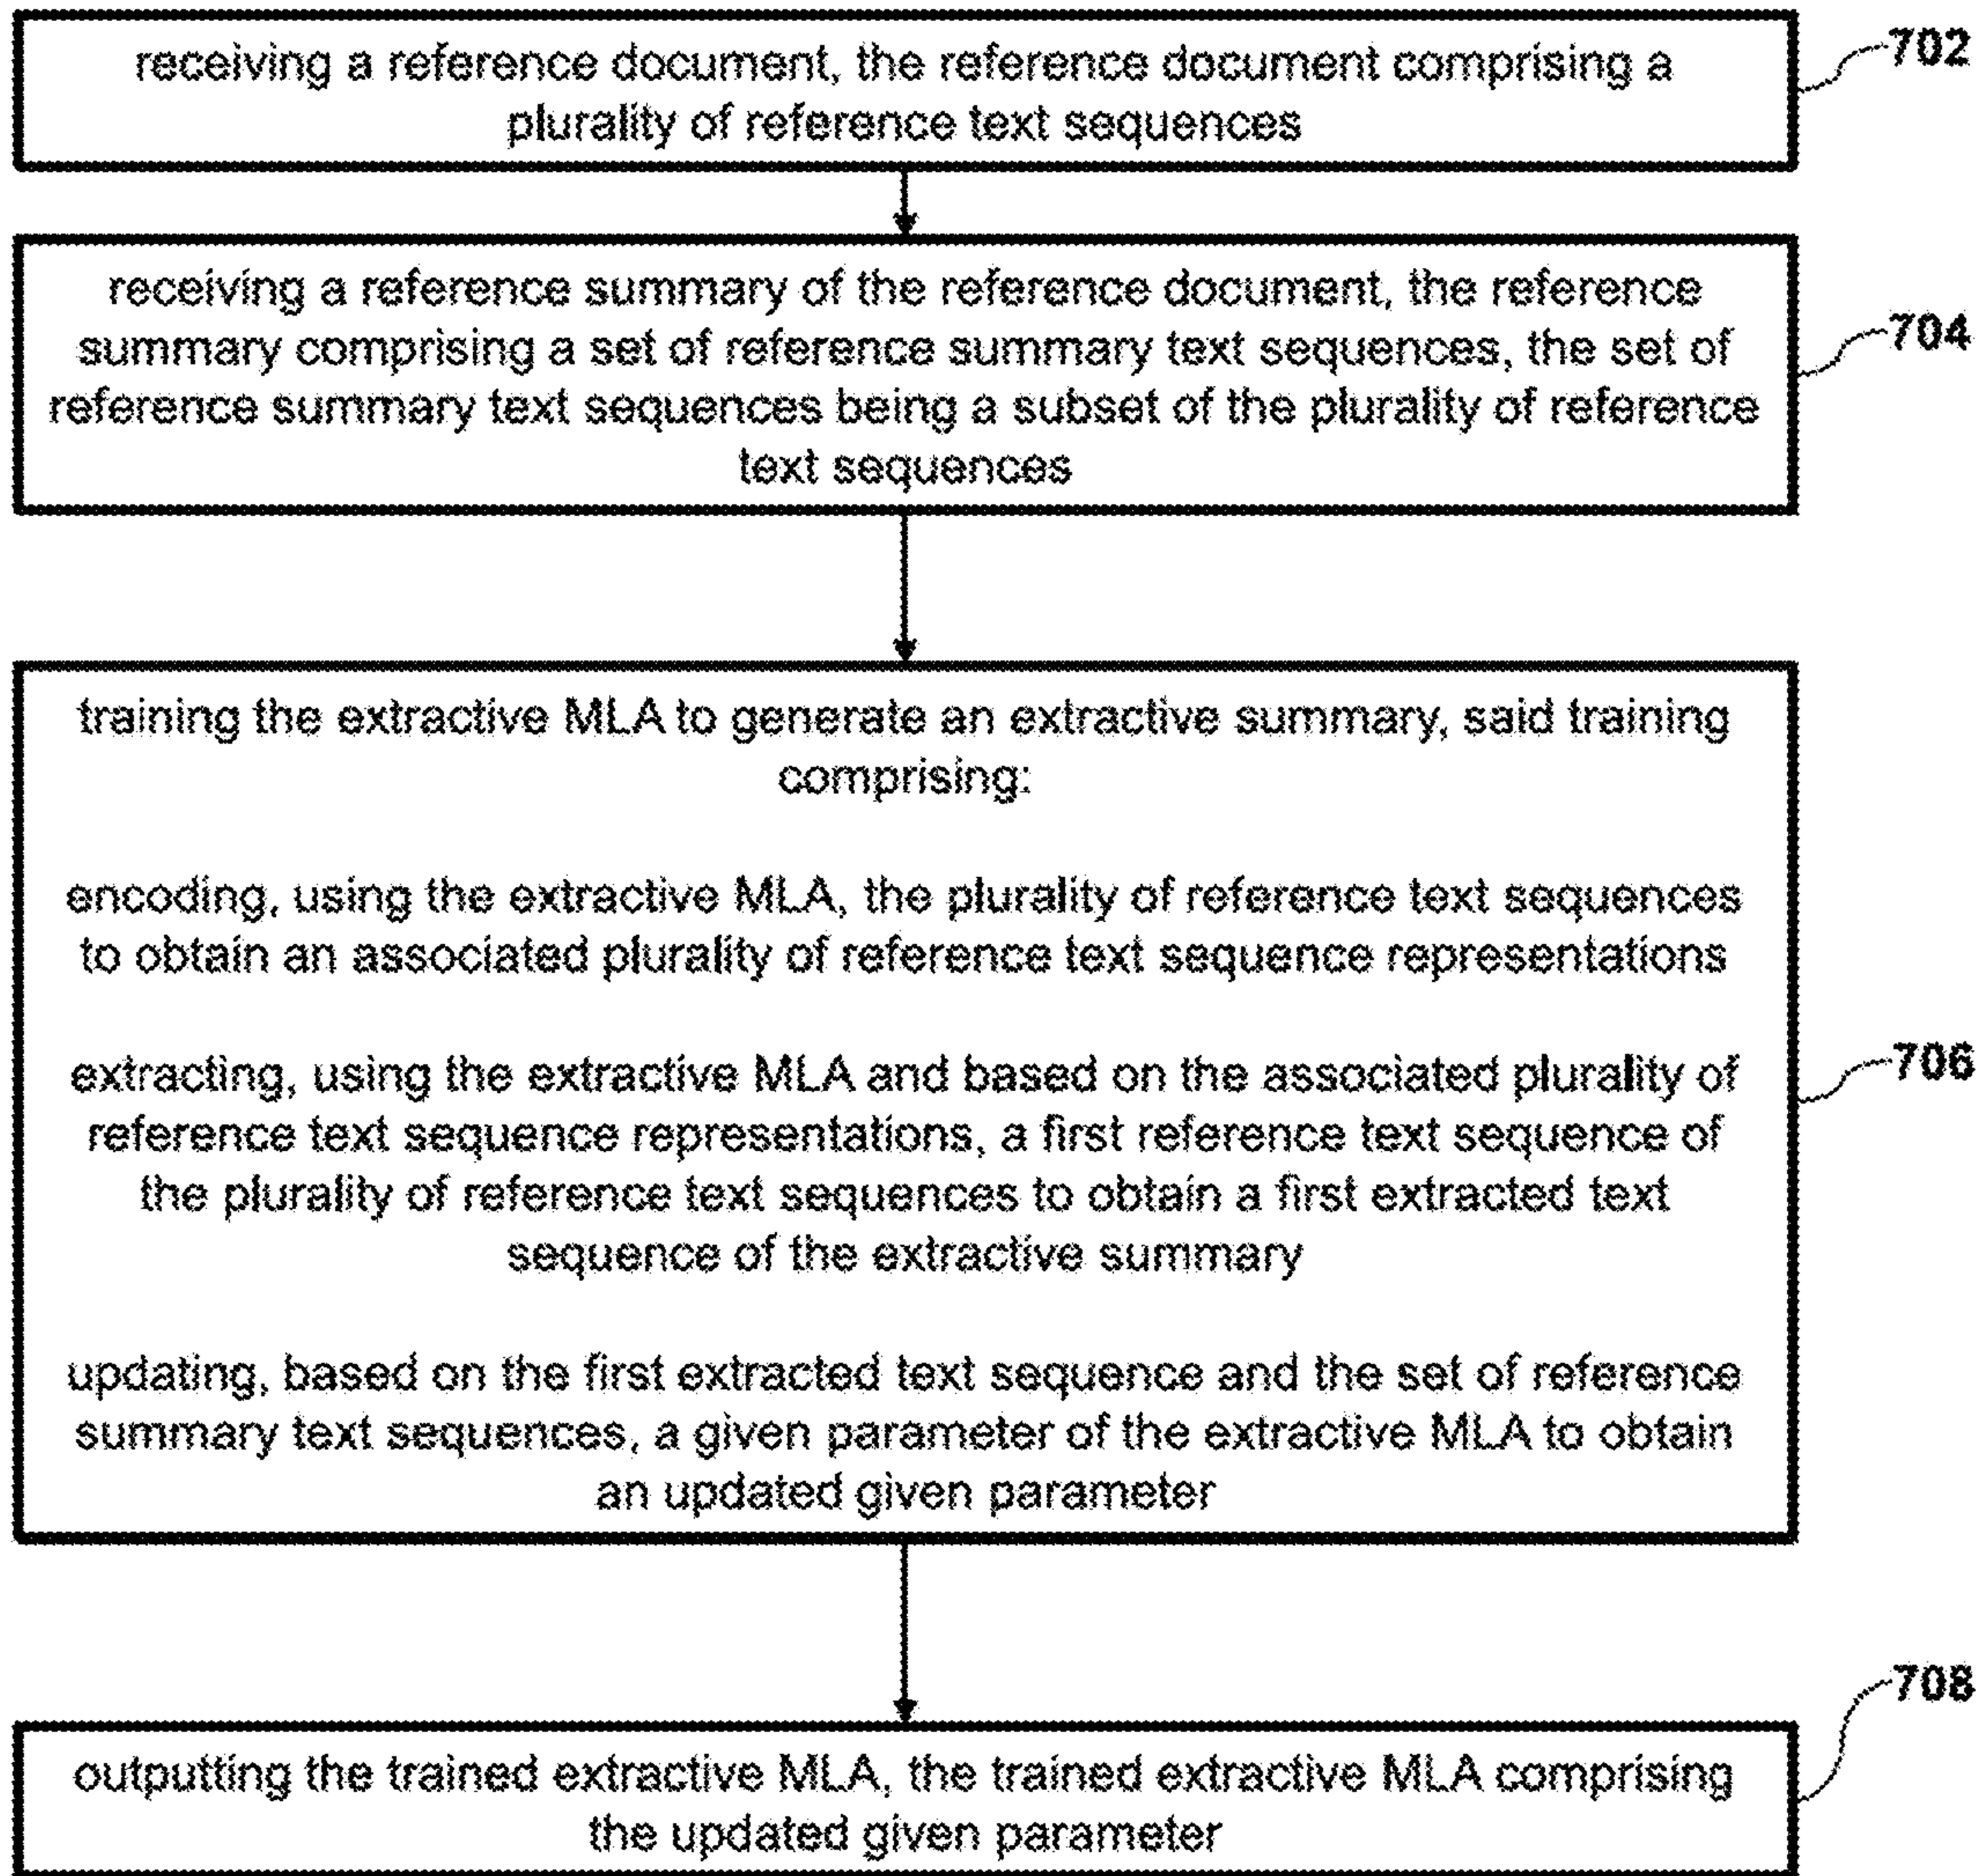 receiving a reference document, the reference document comprising a
plurality of reference text sequences
702
receiving a reference summary of the reference document, the reference
summary comprising a set of reference summary text sequences, the set of
reference summary text sequences being a subset of the plurality of reference
text sequences
704
training the extractive MLA to generate an extractive summary, said training
comprising:
encoding, using the extractive MLA, the plurality of reference text sequences
to obtain an associated plurality of reference text sequence representations
extracting, using the extractive MLA and based on the associated plurality of
reference text sequence representations, a first reference text sequence of
the plurality of reference text sequences to obtain a first extracted text
sequence of the extractive summary
updating, based on the first extracted text sequence and the set of reference
summary text sequences, a given parameter of the extractive MLA to obtain
an updated given parameter
706
outputting the trained extractive MLA, the trained extractive MLA comprising
the updated given parameter
708